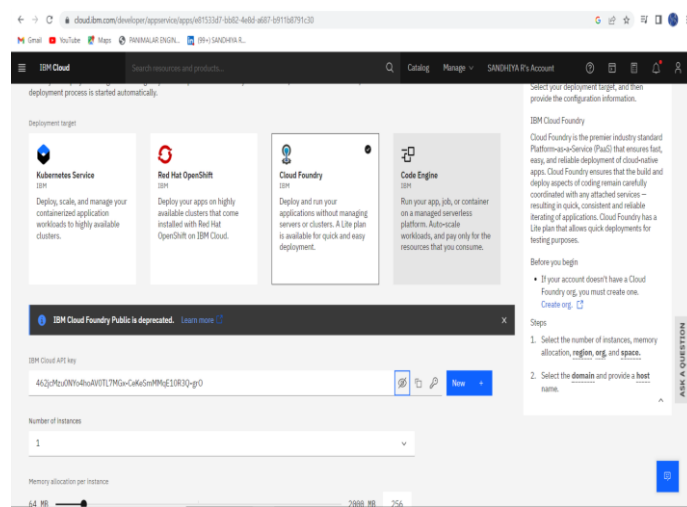 cloud.ibm.com/developer/appservice/apps/e81533d7-bb82-4e8d-a687-b911b8791c30
Gmail YouTube Maps PANIMALAR ENGIN... (99+) SANDHIYA R...
IBM Cloud Search resources and products... Catalog Manage SANDHIYA R's Account
deployment process is started automatically.
Deployment target
Kubernetes Service
IBM
Deploy, scale, and manage your
containerized application
workloads to highly available
clusters.
Red Hat OpenShift
IBM
Deploy your apps on highly
available clusters that come
installed with Red Hat
OpenShift on IBM Cloud.
Cloud Foundry
IBM
Deploy and run your
applications without managing
servers or clusters. A Lite plan
is available for quick and easy
deployment.
Code Engine
IBM
Run your app, job, or container
on a managed serverless
platform. Auto-scale
workloads, and pay only for the
resources that you consume.
IBM Cloud Foundry Public is deprecated. Learn more
X
IBM Cloud API key
New +
Number of instances
1
Memory allocation per instance
64 MB 2000 MB 256
Select your deployment target, and then
provide the configuration information.
IBM Cloud Foundry
Cloud Foundry is the premier industry standard
Platform-as-a-Service (PaaS) that ensures fast,
easy, and reliable deployment of cloud-native
apps. Cloud Foundry ensures that the build and
deploy aspects of coding remain carefully
coordinated with any attached services —
resulting in quick, consistent and reliable
iterating of applications. Cloud Foundry has a
Lite plan that allows quick deployments for
testing purposes.
Before you begin
• If your account doesn't have a Cloud
Foundry org, you must create one.
Create org.
Steps
1. Select the number of instances, memory
allocation, region, org, and space.
2. Select the domain and provide a host
name.
ASK A QUESTION